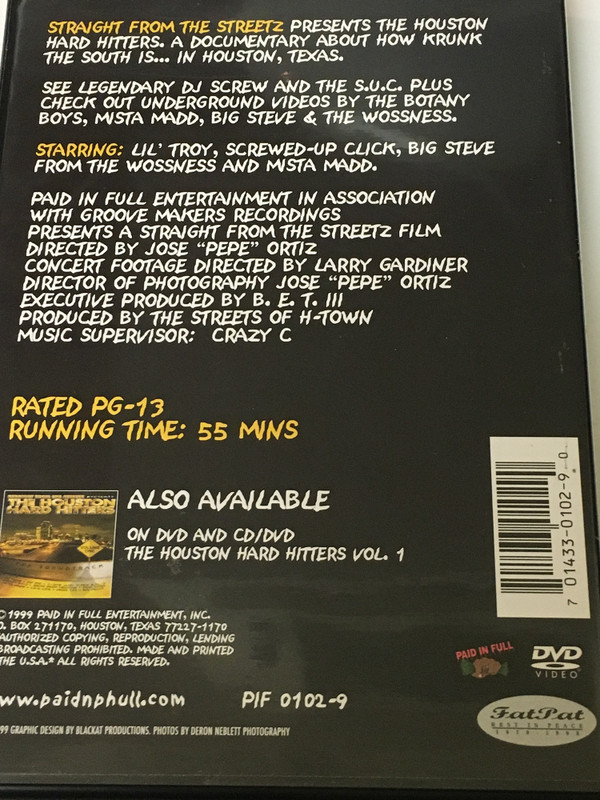 STRAIGHT FROM THE STREETZ PRESENTS THE HOUSTON
HARD HITTERS. A DOCUMENTARY ABOUT HOW KRUNK
THE SOUTH IS... IN HOUSTON, TEXAS.
SEE LEGENDARY DJ SCREW AND THE S.U.C. PLUS
CHECK OUT UNDERGROUND VIDEOS BY THE BOTANY
BOYS, MISTA MADD, BIG STEVE & THE WOSSNESS.
STARRING: LIL' TROY, SCREWED-UP CLICK, BIG STEVE
FROM THE WOSSNESS AND MISTA MADD.
PAID IN FULL ENTERTAINMENT IN ASSOCIATION
WITH GROOVE MAKERS RECORDINGS
PRESENTS A STRAIGHT FROM THE STREETZ FILM
DIRECTED BY JOSE "PEPE" ORTIZ
CONCERT FOOTAGE DIRECTED BY LARRY GARDINER
DIRECTOR OF PHOTOGRAPHY JOSE "PEPE" ORTIZ
EXECUTIVE PRODUCED BY B. E. T. III
PRODUCED BY THE STREETS OF H-TOWN
MUSIC SUPERVISOR: CRAZY C
RATED PG-13
RUNNING TIME: 55 MINS
THE HOUSTON
HARD HITTERS
ALSO AVAILABLE
ON DVD AND CD/DVD
THE HOUSTON HARD HITTERS VOL. 1
7 01433-0102-9 0
© 1999 PAID IN FULL ENTERTAINMENT, INC.
O. BOX 271170, HOUSTON, TEXAS 77227-1170
AUTHORIZED COPYING, REPRODUCTION, LENDING
BROADCASTING PROHIBITED. MADE AND PRINTED
THE U.S.A.* ALL RIGHTS RESERVED.
PAID IN FULL
DVD
VIDEO
www.paidnphull.com PIF 0102-9
FatPat
REST IN PEACE
99 GRAPHIC DESIGN BY BLACKAT PRODUCTIONS. PHOTOS BY DERON NEBLETT PHOTOGRAPHY